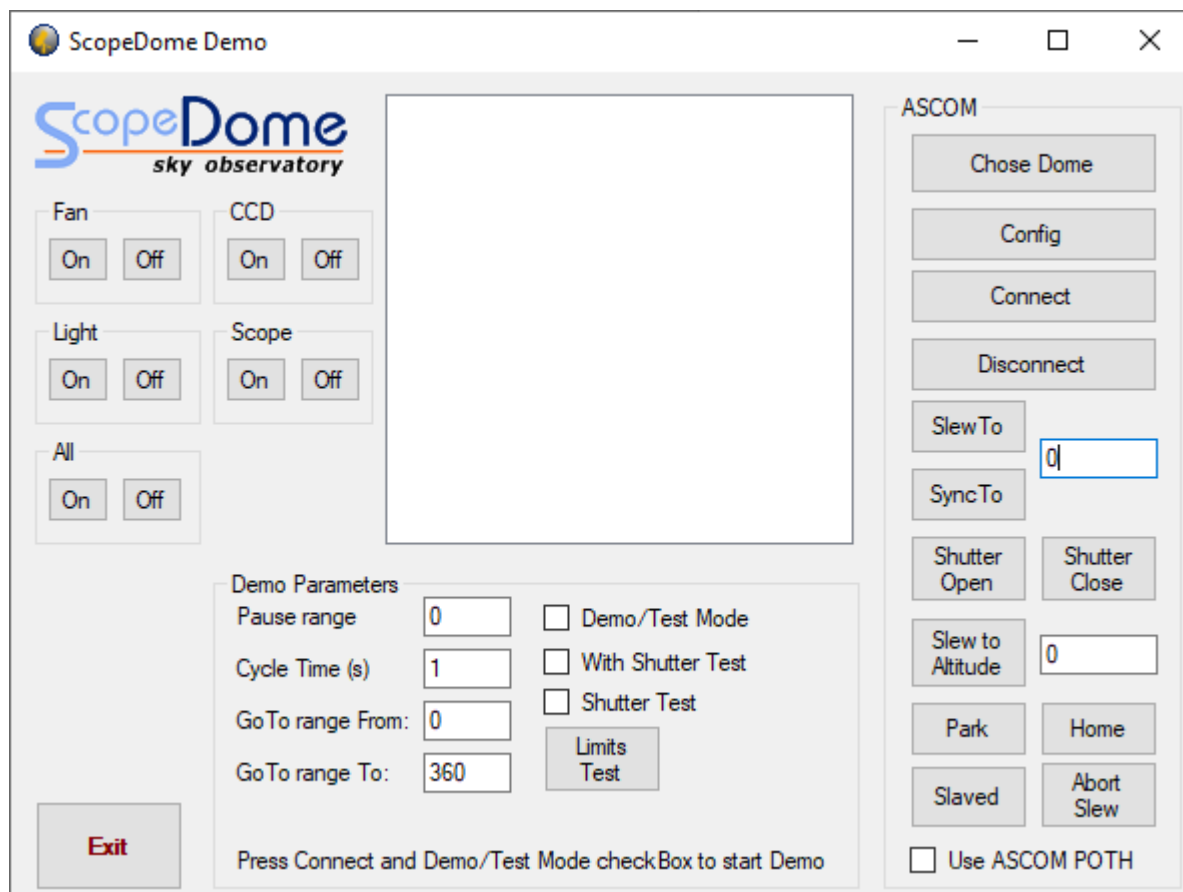 ScopeDome Demo
ScopeDome
sky observatory
Fan
On Off
CCD
On Off
Light
On Off
Scope
On Off
All
On Off
Demo Parameters
Pause range 0
Cycle Time (s) 1
GoTo range From: 0
GoTo range To: 360
Demo/Test Mode
With Shutter Test
Shutter Test
Limits
Test
Press Connect and Demo/Test Mode checkBox to start Demo
Exit
ASCOM
Chose Dome
Config
Connect
Disconnect
SlewTo
0
SyncTo
Shutter
Open
Shutter
Close
Slew to
Altitude
0
Park
Home
Slaved
Abort
Slew
Use ASCOM POTH